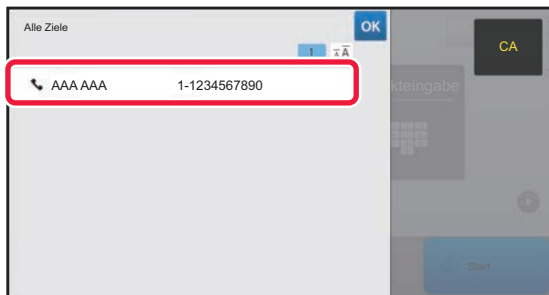 Alle Ziele
OK
CA
1
AAA AAA 1-1234567890
kteingabe
Start